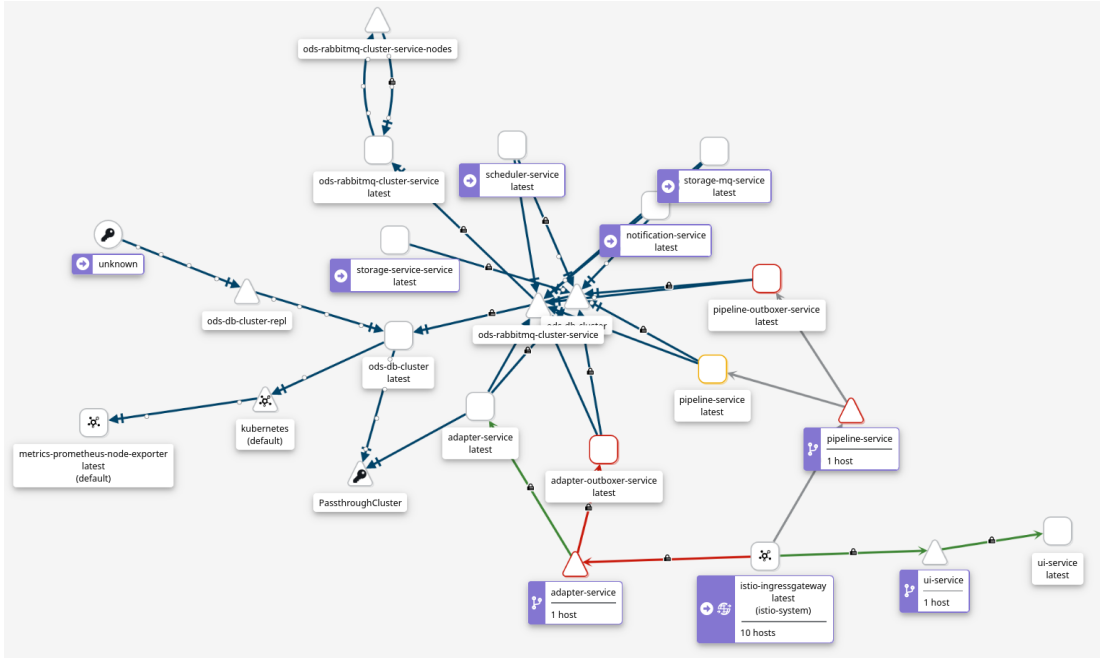 ods-rabbitmq-cluster-service-nodes
ods-rabbitmq-cluster-service
latest
scheduler-service
latest
storage-mq-service
latest
notification-service
latest
unknown
storage-service-service
latest
ods-db-cluster-repl
pipeline-outboxer-service
latest
ods-db-cluster
ods-rabbitmq-cluster-service
ods-db-cluster
latest
pipeline-service
latest
kubernetes
(default)
metrics-prometheus-node-exporter
latest
(default)
adapter-service
latest
pipeline-service
1 host
adapter-outboxer-service
latest
PassthroughCluster
ui-service
latest
adapter-service
1 host
istio-ingressgateway
latest
(istio-system)
10 hosts
ui-service
1 host